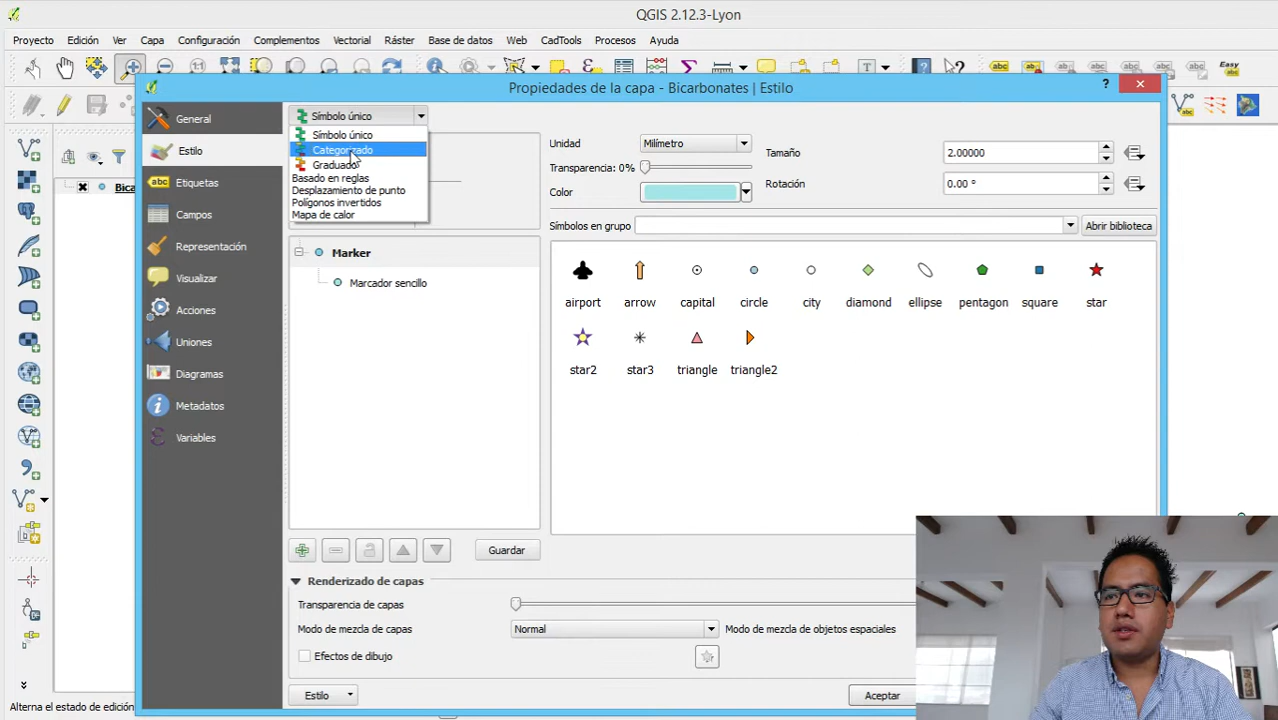 QGIS 2.12.3-Lyon
Proyecto Edición Ver Capa Configuración Complementos Vectorial Ráster Base de datos Web CadTools Procesos Ayuda
abc Easy
Propiedades de la capa - Bicarbonates | Estilo
?
General
Estilo
abc Etiquetas
Campos
Representación
Visualizar
Acciones
Uniones
Diagramas
Metadatos
Variables
Bica
Símbolo único
Símbolo único
Categorizado
Graduado
Basado en reglas
Desplazamiento de punto
Polígonos invertidos
Mapa de calor
Marker
Marcador sencillo
Guardar
Unidad Milímetro
Transparencia: 0%
Color
Tamaño 2.00000
Rotación 0.00 °
Símbolos en grupo Abrir biblioteca
airport arrow capital circle city diamond ellipse pentagon square star
star2 star3 triangle triangle2
Renderizado de capas
Transparencia de capas
Modo de mezcla de capas Normal Modo de mezcla de objetos espaciales
Efectos de dibujo
Estilo Aceptar
Alterna el estado de edición